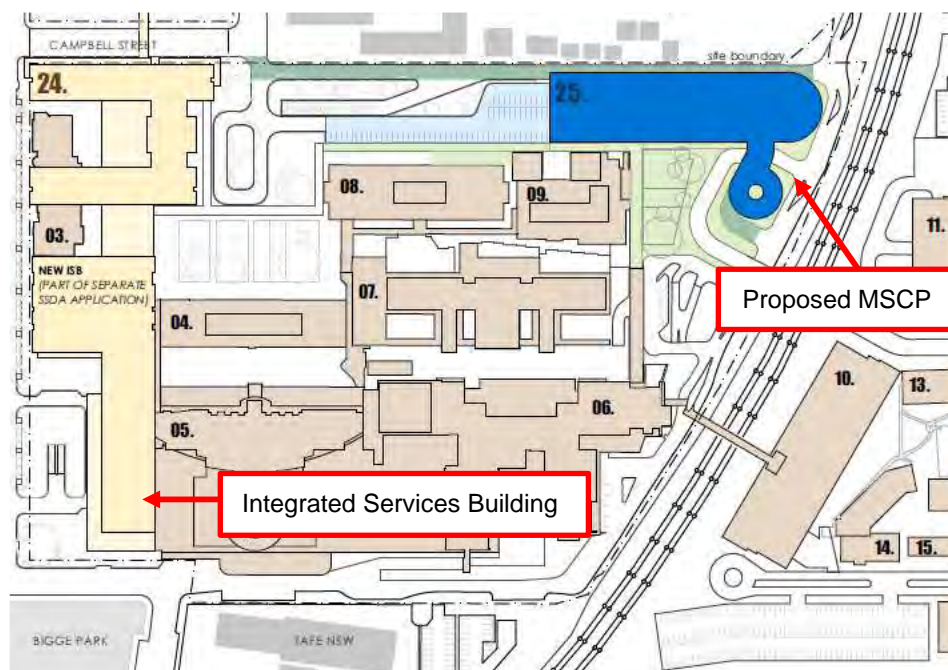 CAMPBELL STREET
site boundary
24.
25.
08.
09.
03.
11.
NEW ISB
(PART OF SEPARATE
SSDA APPLICATION)
07.
Proposed MSCP
04.
10.
13.
06.
05.
Integrated Services Building
14.
15.
BIGGE PARK
TAFE NSW